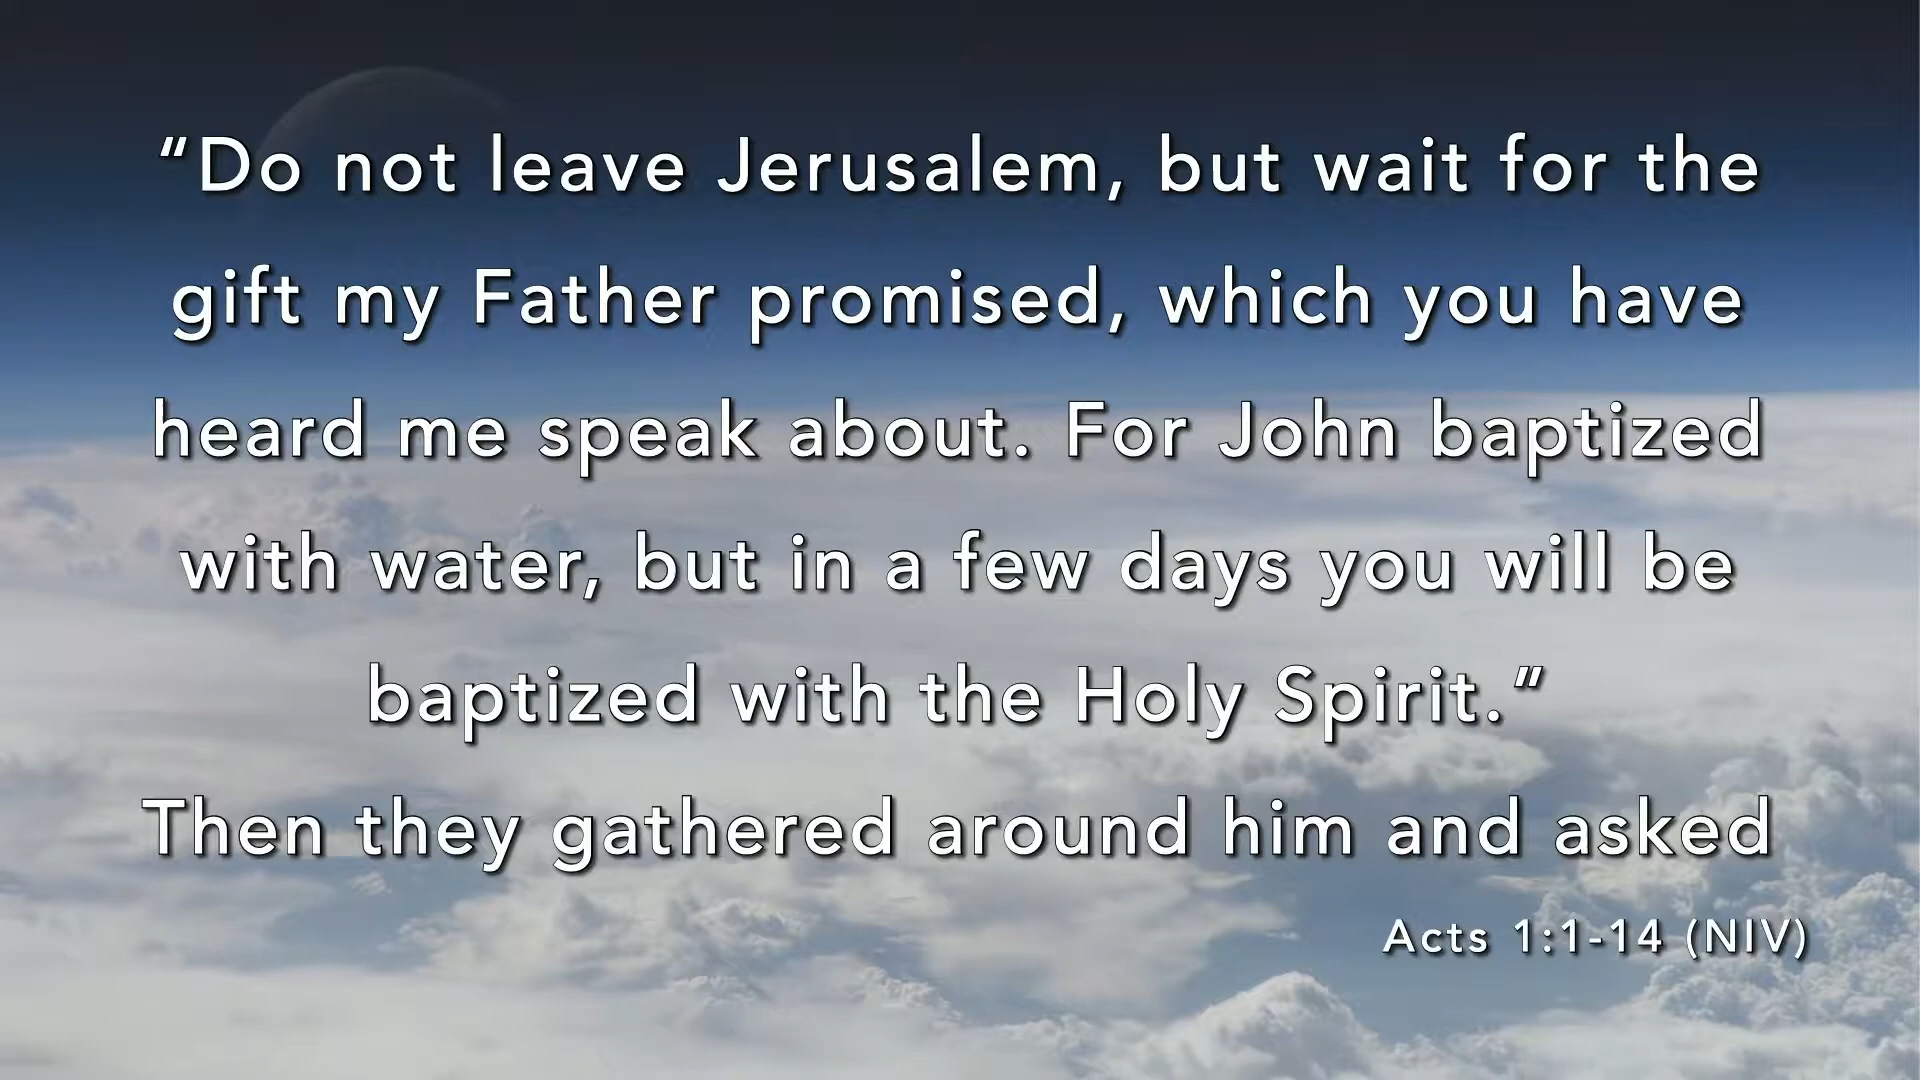 “Do not leave Jerusalem, but wait for the
gift my Father promised, which you have
heard me speak about. For John baptized
with water, but in a few days you will be
baptized with the Holy Spirit.”
Then they gathered around him and asked
Acts 1:1-14 (NIV)